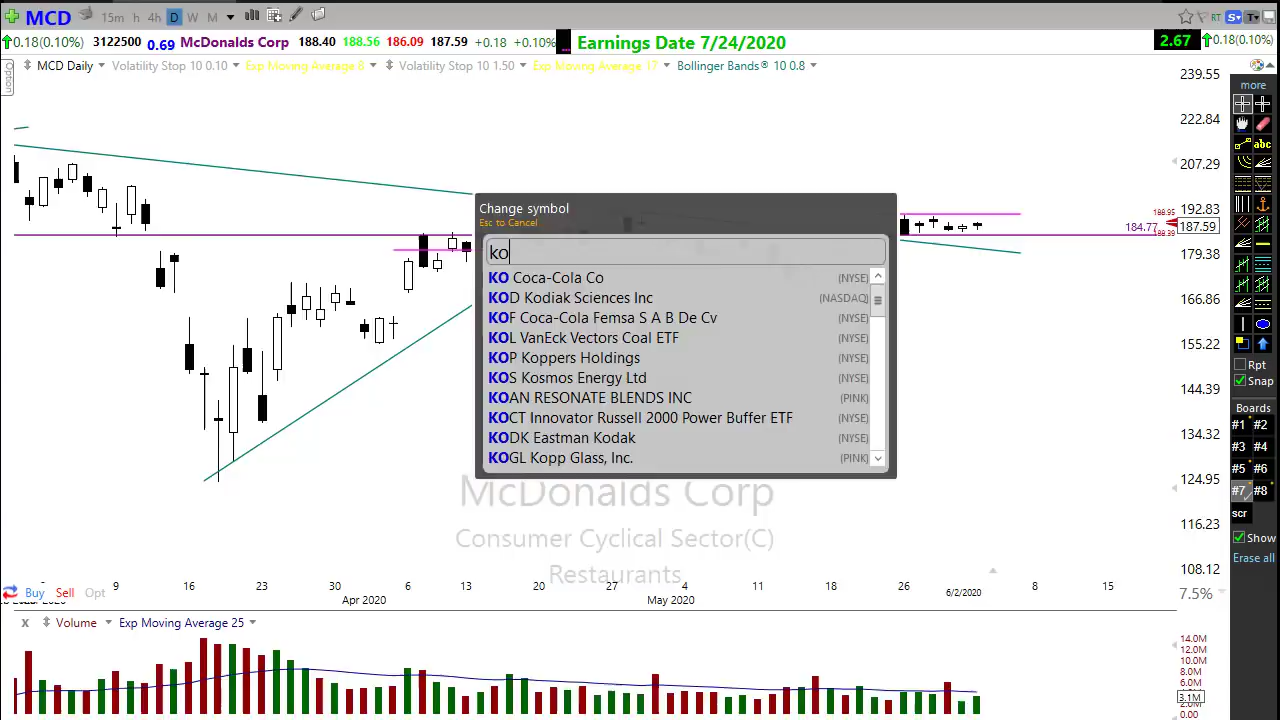 MCD 15m h 4h D W M
RT S T
0.18(0.10%) 3122500 0.69 McDonalds Corp 188.40 188.56 186.09 187.59 +0.18 +0.10% Earnings Date 7/24/2020 2.67 0.18(0.10%)
MCD Daily Volatility Stop 10 0.10 Exp Moving Average 8 Volatility Stop 10 1.50 Exp Moving Average 17 Bollinger Bands® 10 0.8
Option
239.55
222.84
207.29
192.83
188.95
184.77
187.59
179.38
166.86
155.22
144.39
134.32
124.95
116.23
108.12
7.5%
Change symbol
Esc to Cancel
ko
KO Coca-Cola Co (NYSE)
KOD Kodiak Sciences Inc (NASDAQ)
KOF Coca-Cola Femsa S A B De Cv (NYSE)
KOL VanEck Vectors Coal ETF (NYSE)
KOP Koppers Holdings (NYSE)
KOS Kosmos Energy Ltd (NYSE)
KOAN RESONATE BLENDS INC (PINK)
KOCT Innovator Russell 2000 Power Buffer ETF (NYSE)
KODK Eastman Kodak (NYSE)
KOGL Kopp Glass, Inc. (PINK)
McDonalds Corp
Consumer Cyclical Sector(C)
Restaurants
9 16 23 30 6 13 20 27 4 11 18 26 6/2/2020 8 15
Apr 2020 May 2020
Buy Sell Opt
x Volume Exp Moving Average 25
14.0M
12.0M
10.0M
8.0M
6.0M
3.1M
2.0M
0.00
more
abc
Rpt
Snap
Boards
#1 #2
#3 #4
#5 #6
#7 #8
scr
Show
Erase all